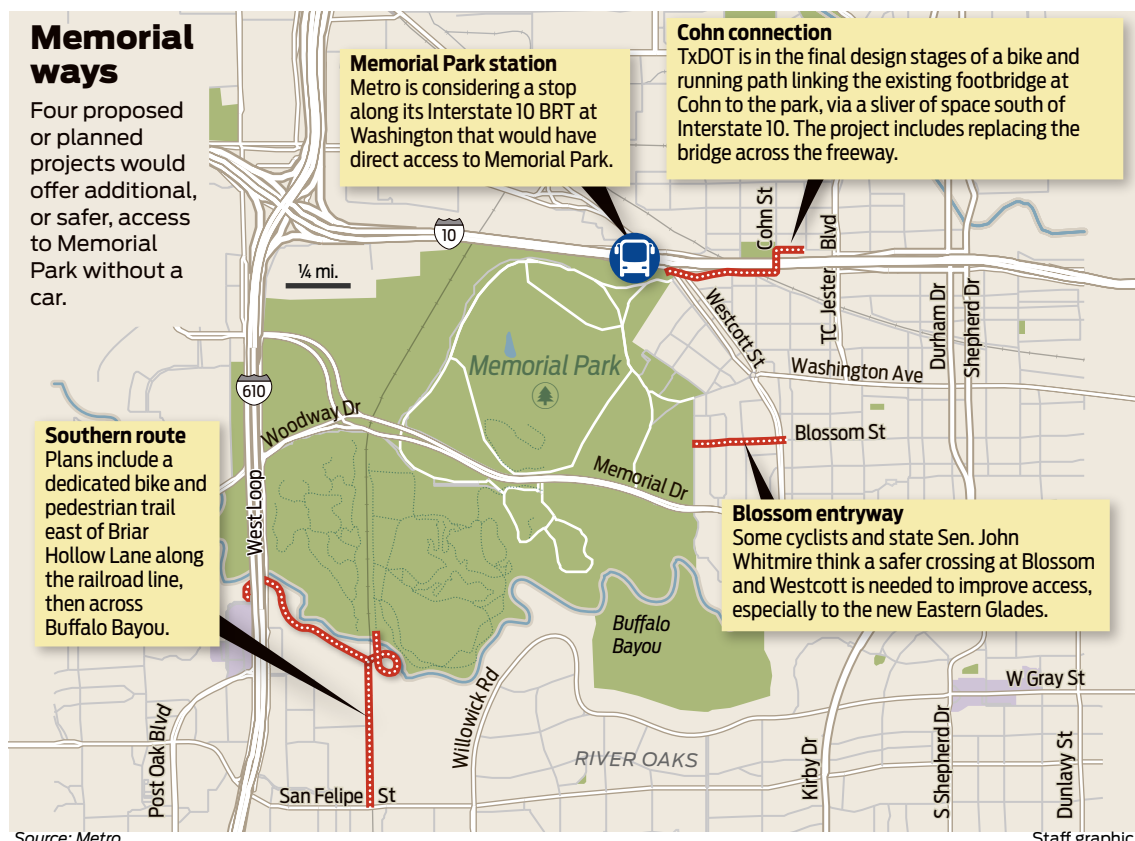 Memorial
ways
Four proposed
or planned
projects would
offer additional,
or safer, access
to Memorial
Park without a
car.
Memorial Park station
Metro is considering a stop
along its Interstate 10 BRT at
Washington that would have
direct access to Memorial Park.
Cohn connection
TxDOT is in the final design stages of a bike and
running path linking the existing footbridge at
Cohn to the park, via a sliver of space south of
Interstate 10. The project includes replacing the
bridge across the freeway.
10
¼ mi.
Cohn St
TC Jester Blvd
Durham Dr
Shepherd Dr
Westcott St
Washington Ave
Memorial Park
610
Woodway Dr
West Loop
Blossom St
Memorial Dr
Southern route
Plans include a
dedicated bike and
pedestrian trail
east of Briar
Hollow Lane along
the railroad line,
then across
Buffalo Bayou.
Blossom entryway
Some cyclists and state Sen. John
Whitmire think a safer crossing at Blossom
and Westcott is needed to improve access,
especially to the new Eastern Glades.
Buffalo
Bayou
Willowick Rd
W Gray St
Post Oak Blvd
RIVER OAKS
Kirby Dr
S Shepherd Dr
Dunlavy St
San Felipe St
Source: Metro
Staff graphic